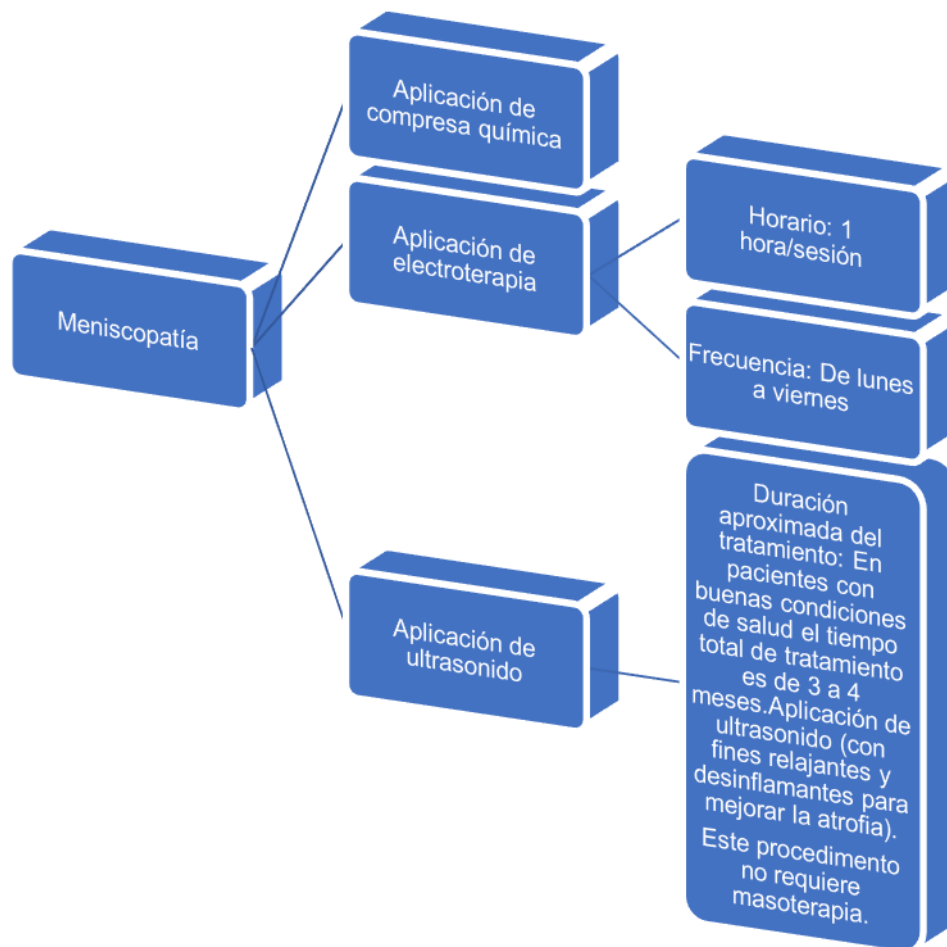 Meniscopatía
Aplicación de
compresa química
Aplicación de
electroterapia
Horario: 1
hora/sesión
Frecuencia: De lunes
a viernes
Aplicación de
ultrasonido
Duración
aproximada del
tratamiento: En
pacientes con
buenas condiciones
de salud el tiempo
total de tratamiento
es de 3 a 4
meses.Aplicación de
ultrasonido (con
fines relajantes y
desinflamantes para
mejorar la atrofia).
Este procedimento
no requiere
masoterapia.